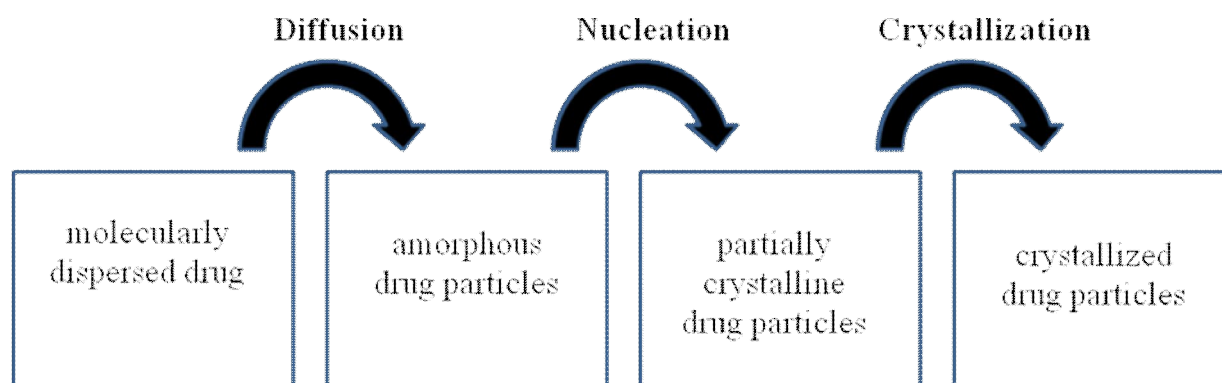 Diffusion
Nucleation
Crystallization
molecularly
dispersed drug
amorphous
drug particles
partially
crystalline
drug particles
crystallized
drug particles